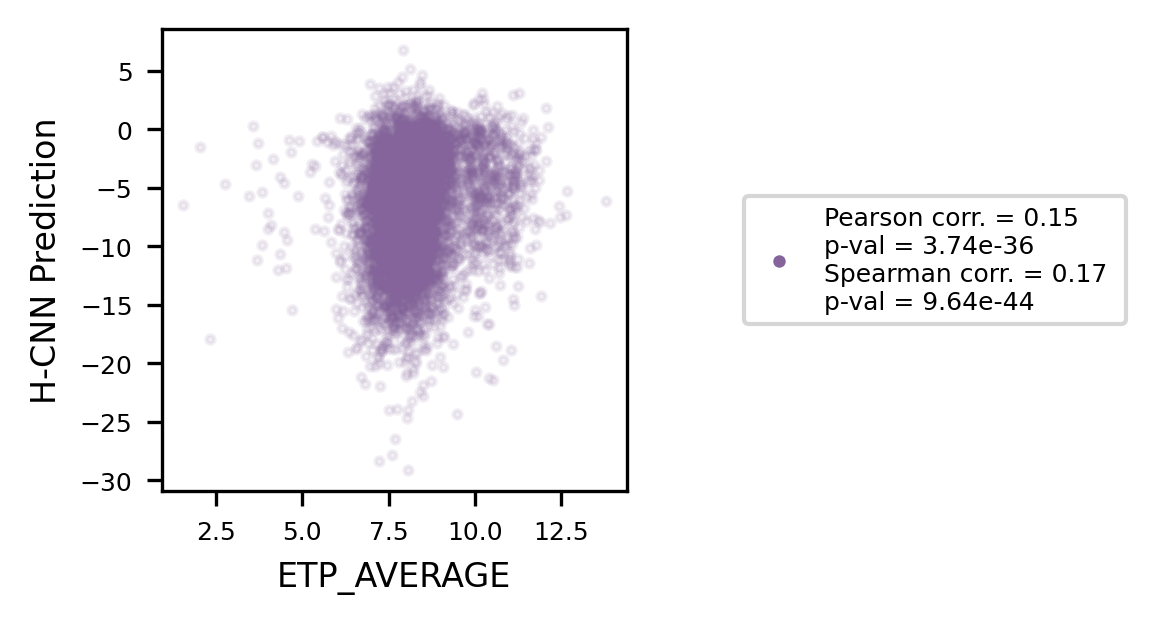 5
0
−5
−10
−15
−20
−25
−30
H-CNN Prediction
2.5 5.0 7.5 10.0 12.5
ETP_AVERAGE
Pearson corr. = 0.15
p-val = 3.74e-36
Spearman corr. = 0.17
p-val = 9.64e-44